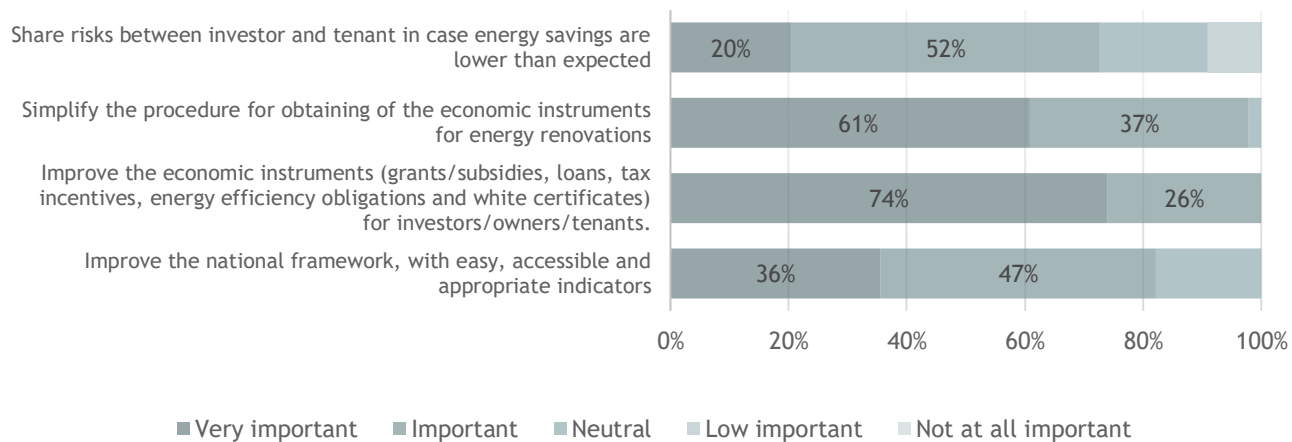 Share risks between investor and tenant in case energy savings are
lower than expected
20% 52%
Simplify the procedure for obtaining of the economic instruments
for energy renovations
61% 37%
Improve the economic instruments (grants/subsidies, loans, tax
incentives, energy efficiency obligations and white certificates)
for investors/owners/tenants.
74% 26%
Improve the national framework, with easy, accessible and
appropriate indicators
36% 47%
0% 20% 40% 60% 80% 100%
Very important Important Neutral Low important Not at all important